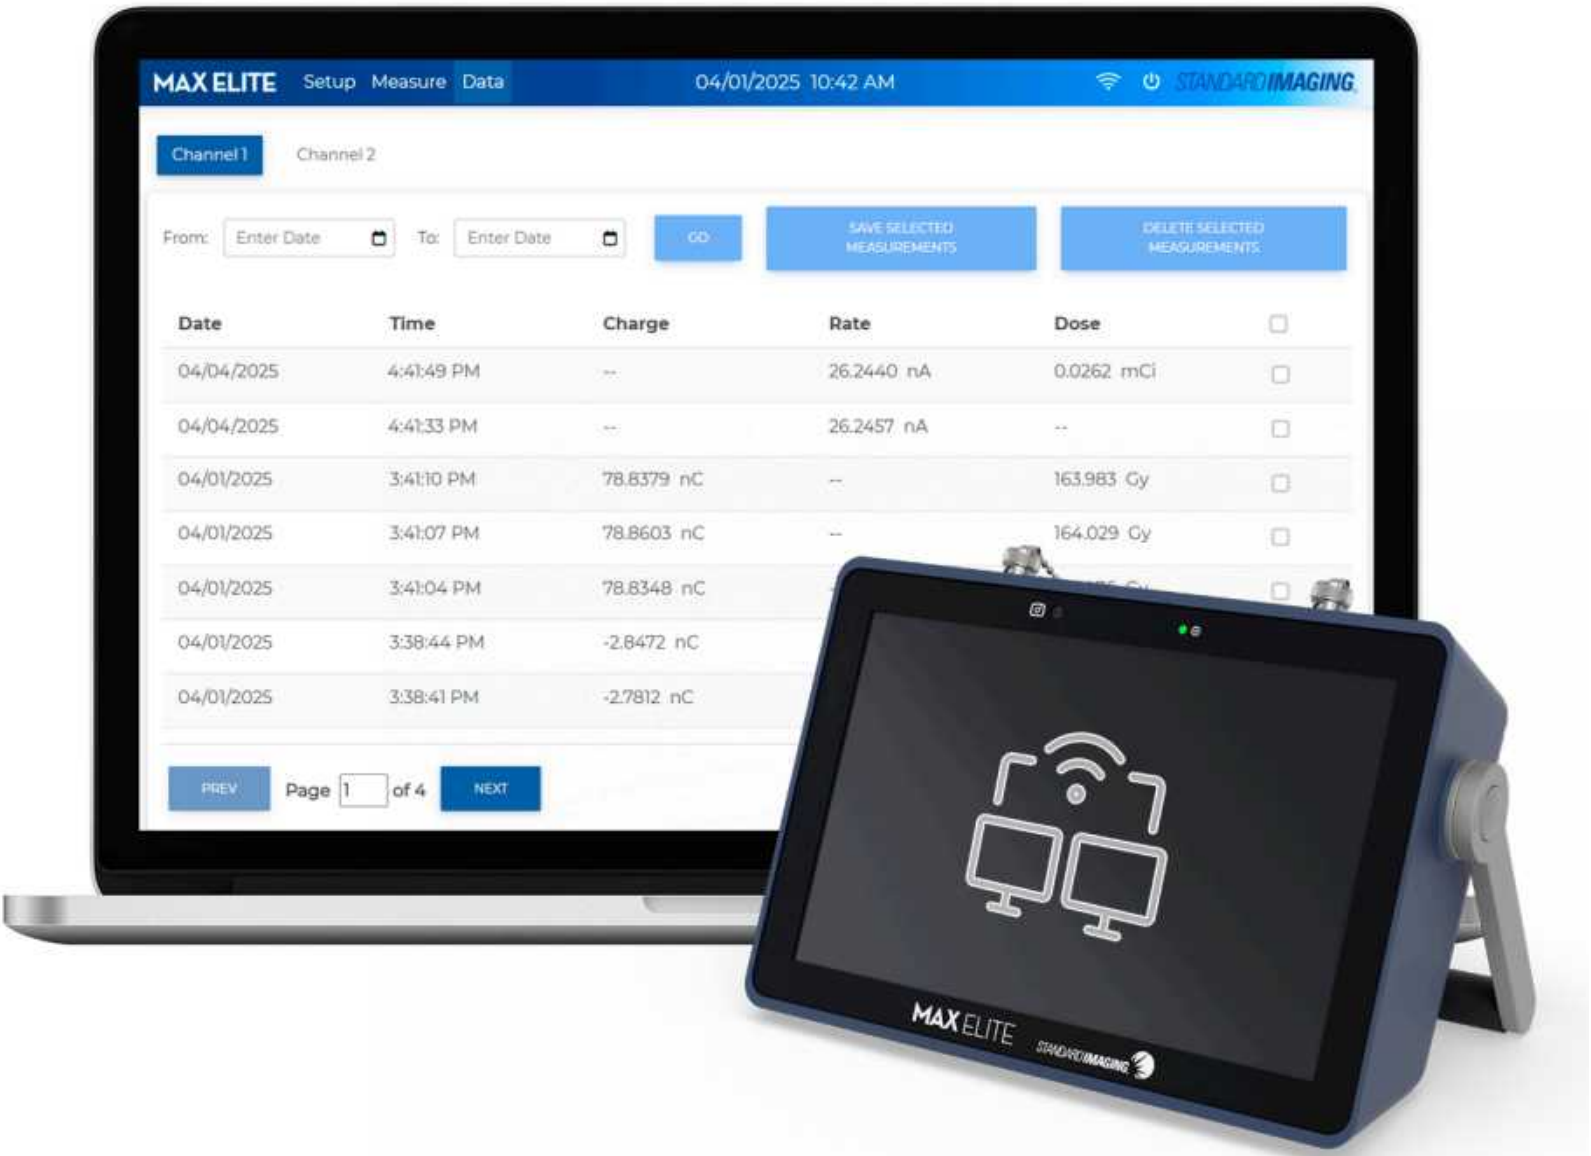 MAX ELITE Setup Measure Data 04/01/2025 10:42 AM STANDARD IMAGING
Channel 1 Channel 2
From: Enter Date To: Enter Date GO SAVE SELECTED MEASUREMENTS DELETE SELECTED MEASUREMENTS
Date Time Charge Rate Dose
04/04/2025 4:41:49 PM -- 26.2440 nA 0.0262 mCi
04/04/2025 4:41:33 PM -- 26.2457 nA --
04/01/2025 3:41:10 PM 78.8379 nC -- 163.983 Gy
04/01/2025 3:41:07 PM 78.8603 nC -- 164.029 Gy
04/01/2025 3:41:04 PM 78.8348 nC
04/01/2025 3:38:44 PM -2.8472 nC
04/01/2025 3:38:41 PM -2.7812 nC
PREV Page 1 of 4 NEXT
MAX ELITE STANDARD IMAGING